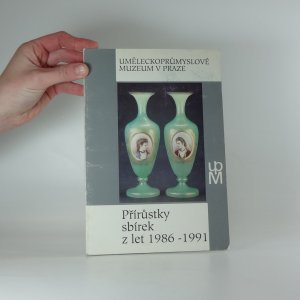 UMĚLECKOPRŮMYSLOVÉ
MUZEUM V PRAZE
up
M
Přírůstky
sbírek
z let 1986 -1991